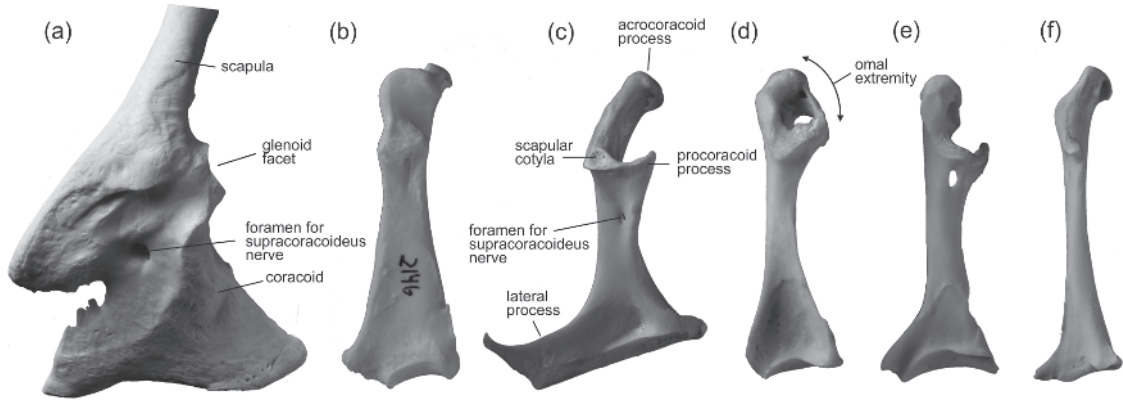 (a)
(b)
(c)
(d)
(e)
(f)
acrocoracoid
process
scapula
omal
extremity
glenoid
facet
scapular
cotyla
procoracoid
process
foramen for
supracoracoideus
nerve
foramen for
supracoracoideus
nerve
coracoid
2146
lateral
process